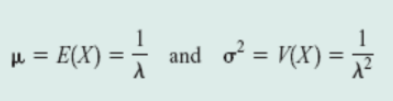 μ = E(X) = 1/λ and σ² = V(X) = 1/λ²